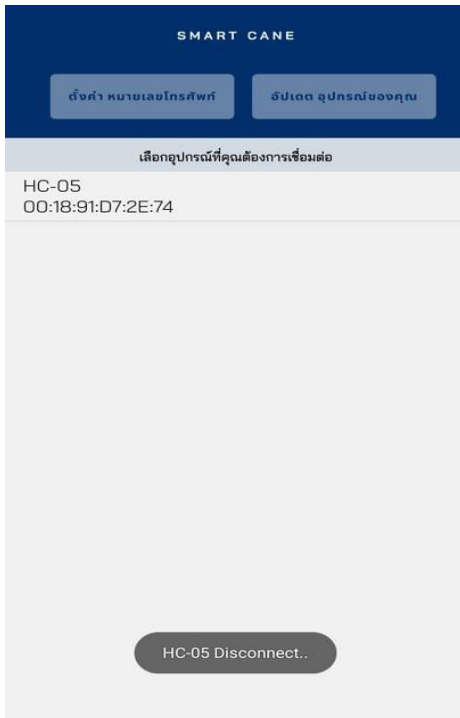 SMART CANE
ตั้งค่า หมายเลขโทรศัพท์
อัปเดต อุปกรณ์ของคุณ
เลือกอุปกรณ์ที่คุณต้องการเชื่อมต่อ
HC-05
00:18:91:D7:2E:74
HC-05 Disconnect..